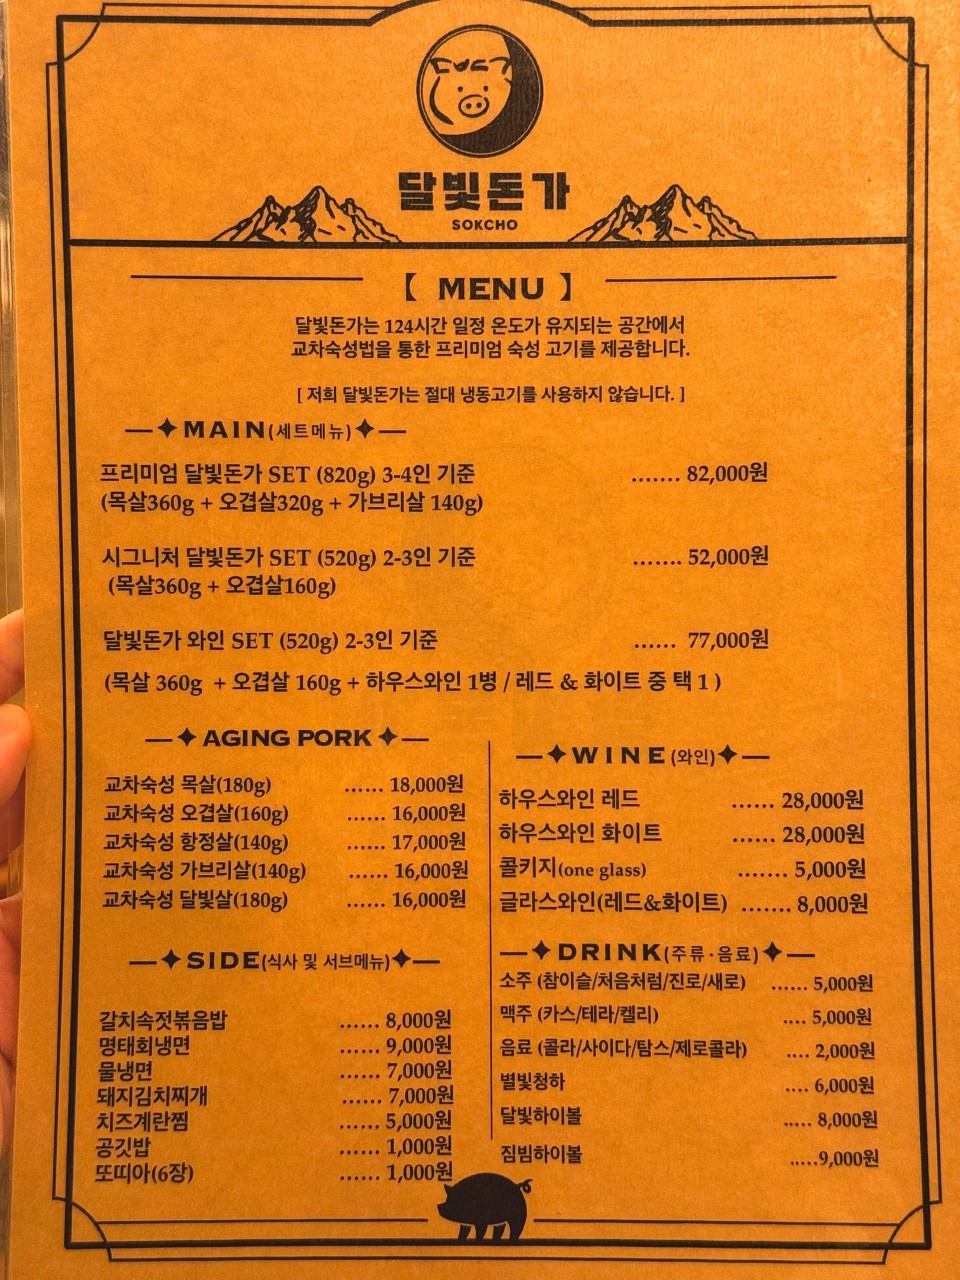 달빛돈가
SOKCHO
【 MENU 】
달빛돈가는 124시간 일정 온도가 유지되는 공간에서
교차숙성법을 통한 프리미엄 숙성 고기를 제공합니다.
[ 저희 달빛돈가는 절대 냉동고기를 사용하지 않습니다. ]
—✦MAIN(세트메뉴)✦—
프리미엄 달빛돈가 SET (820g) 3-4인 기준 ....... 82,000원
(목살360g + 오겹살320g + 가브리살 140g)
시그니처 달빛돈가 SET (520g) 2-3인 기준 ....... 52,000원
(목살360g + 오겹살160g)
달빛돈가 와인 SET (520g) 2-3인 기준 ...... 77,000원
(목살 360g + 오겹살 160g + 하우스와인 1병 / 레드 & 화이트 중 택 1 )
—✦ AGING PORK ✦—
교차숙성 목살(180g) ...... 18,000원
교차숙성 오겹살(160g) ...... 16,000원
교차숙성 항정살(140g) ...... 17,000원
교차숙성 가브리살(140g) ...... 16,000원
교차숙성 달빛살(180g) ...... 16,000원
—✦SIDE(식사 및 서브메뉴)✦—
갈치속젓볶음밥 ...... 8,000원
명태회냉면 ...... 9,000원
물냉면 ...... 7,000원
돼지김치찌개 ...... 7,000원
치즈계란찜 ...... 5,000원
공깃밥 ...... 1,000원
또띠아(6장) ...... 1,000원
—✦WINE(와인)✦—
하우스와인 레드 ...... 28,000원
하우스와인 화이트 ...... 28,000원
콜키지(one glass) ....... 5,000원
글라스와인(레드&화이트) ....... 8,000원
—✦DRINK(주류·음료)✦—
소주 (참이슬/처음처럼/진로/새로) ...... 5,000원
맥주 (카스/테라/켈리) .... 5,000원
음료 (콜라/사이다/탐스/제로콜라) .... 2,000원
별빛청하 .... 6,000원
달빛하이볼 ..... 8,000원
짐빔하이볼 .....9,000원